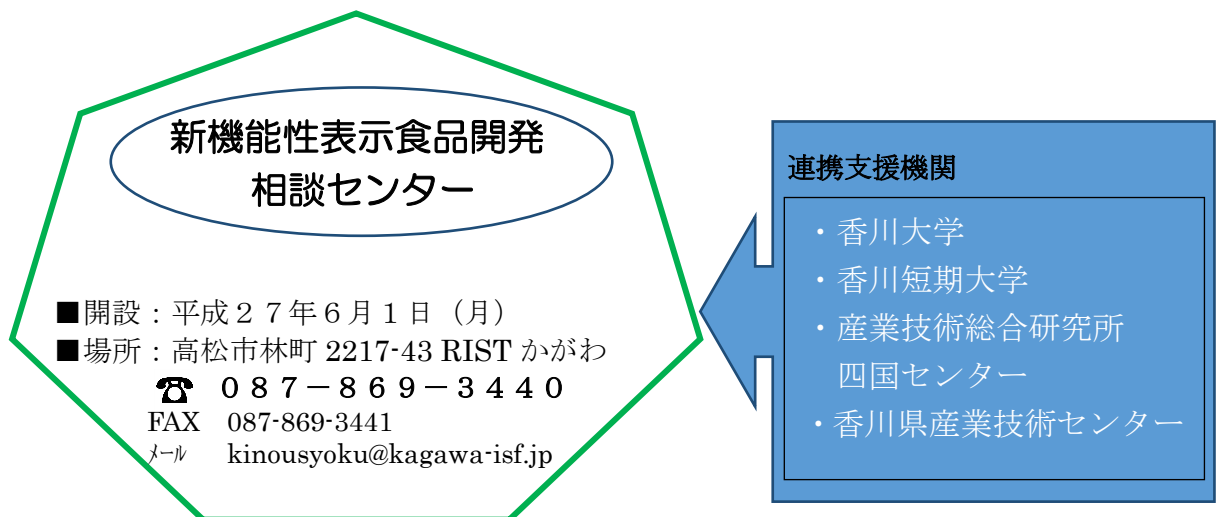 新機能性表示食品開発
相談センター
■開設：平成２７年６月１日（月）
■場所：高松市林町 2217-43 RIST かがわ
☎ ０８７－８６９－３４４０
FAX 087-869-3441
ﾒｰﾙ kinousyoku@kagawa-isf.jp
連携支援機関
・香川大学
・香川短期大学
・産業技術総合研究所
四国センター
・香川県産業技術センター